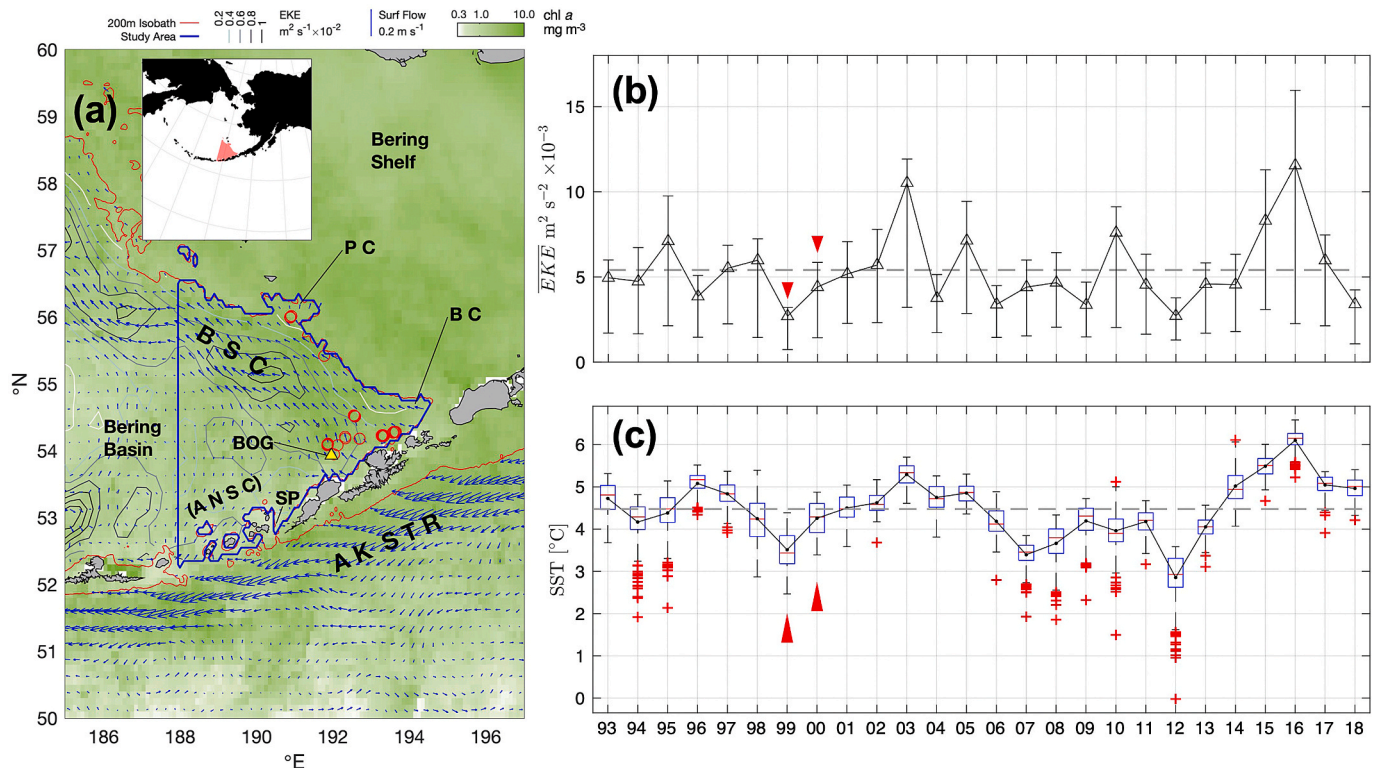 200m Isobath
Study Area
0.2
0.4
0.6
0.8
1
EKE
m² s⁻¹ ×10⁻²
Surf Flow
0.2 m s⁻¹
0.3 1.0 10.0
chl a
mg m⁻³
(a)
Bering
Shelf
P C
B C
B S C
Bering
Basin
BOG
(A N S C)
SP
AK STR
60
59
58
57
56
55
54
53
52
51
50
°N
186 188 190 192 194 196
°E
(b)
EKE m² s⁻² ×10⁻³
15
10
5
0
(c)
SST [°C]
6
5
4
3
2
1
0
93 94 95 96 97 98 99 00 01 02 03 04 05 06 07 08 09 10 11 12 13 14 15 16 17 18